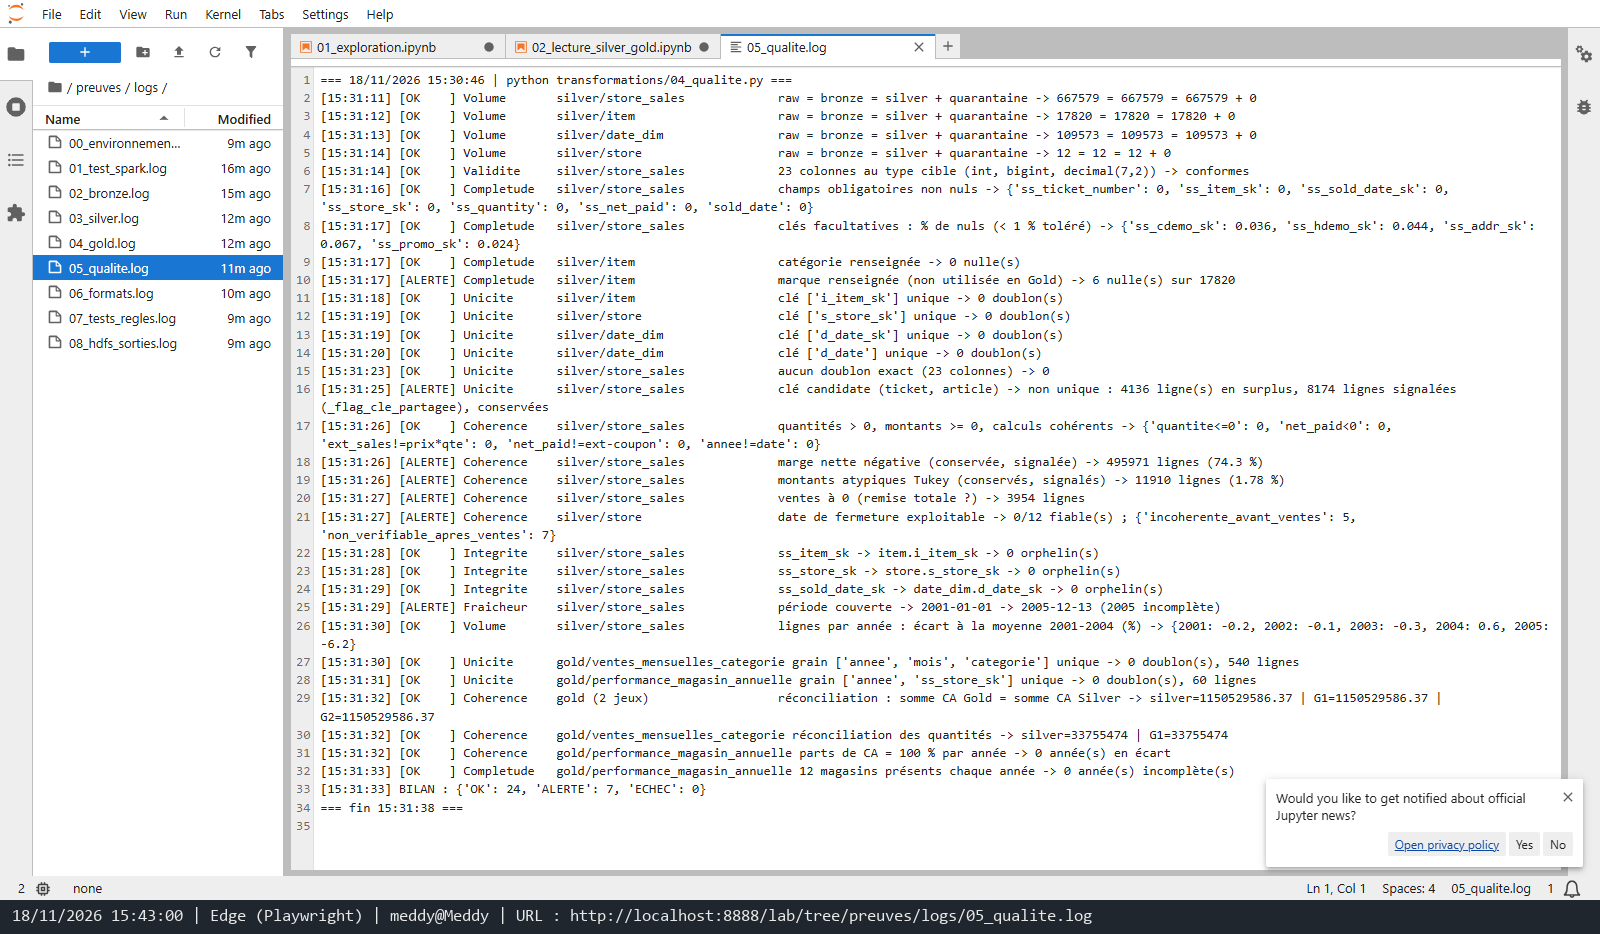 File Edit View Run Kernel Tabs Settings Help
+
/ preuves / logs /
Name Modified
00_environnemen... 9m ago
01_test_spark.log 16m ago
02_bronze.log 15m ago
03_silver.log 12m ago
04_gold.log 12m ago
05_qualite.log 11m ago
06_formats.log 10m ago
07_tests_regles.log 9m ago
08_hdfs_sorties.log 9m ago
01_exploration.ipynb 02_lecture_silver_gold.ipynb 05_qualite.log
1 === 18/11/2026 15:30:46 | python transformations/04_qualite.py ===
2 [15:31:11] [OK    ] Volume silver/store_sales raw = bronze = silver + quarantaine -> 667579 = 667579 = 667579 + 0
3 [15:31:12] [OK    ] Volume silver/item raw = bronze = silver + quarantaine -> 17820 = 17820 = 17820 + 0
4 [15:31:13] [OK    ] Volume silver/date_dim raw = bronze = silver + quarantaine -> 109573 = 109573 = 109573 + 0
5 [15:31:14] [OK    ] Volume silver/store raw = bronze = silver + quarantaine -> 12 = 12 = 12 + 0
6 [15:31:14] [OK    ] Validite silver/store_sales 23 colonnes au type cible (int, bigint, decimal(7,2)) -> conformes
7 [15:31:16] [OK    ] Completude silver/store_sales champs obligatoires non nuls -> {'ss_ticket_number': 0, 'ss_item_sk': 0, 'ss_sold_date_sk': 0,
'ss_store_sk': 0, 'ss_quantity': 0, 'ss_net_paid': 0, 'sold_date': 0}
8 [15:31:17] [OK    ] Completude silver/store_sales clés facultatives : % de nuls (< 1 % toléré) -> {'ss_cdemo_sk': 0.036, 'ss_hdemo_sk': 0.044, 'ss_addr_sk':
0.067, 'ss_promo_sk': 0.024}
9 [15:31:17] [OK    ] Completude silver/item catégorie renseignée -> 0 nulle(s)
10 [15:31:17] [ALERTE] Completude silver/item marque renseignée (non utilisée en Gold) -> 6 nulle(s) sur 17820
11 [15:31:18] [OK    ] Unicite silver/item clé ['i_item_sk'] unique -> 0 doublon(s)
12 [15:31:19] [OK    ] Unicite silver/store clé ['s_store_sk'] unique -> 0 doublon(s)
13 [15:31:19] [OK    ] Unicite silver/date_dim clé ['d_date_sk'] unique -> 0 doublon(s)
14 [15:31:20] [OK    ] Unicite silver/date_dim clé ['d_date'] unique -> 0 doublon(s)
15 [15:31:23] [OK    ] Unicite silver/store_sales aucun doublon exact (23 colonnes) -> 0
16 [15:31:25] [ALERTE] Unicite silver/store_sales clé candidate (ticket, article) -> non unique : 4136 ligne(s) en surplus, 8174 lignes signalées
(_flag_cle_partagee), conservées
17 [15:31:26] [OK    ] Coherence silver/store_sales quantités > 0, montants >= 0, calculs cohérents -> {'quantite<=0': 0, 'net_paid<0': 0,
'ext_sales!=prix*qte': 0, 'net_paid!=ext-coupon': 0, 'annee!=date': 0}
18 [15:31:26] [ALERTE] Coherence silver/store_sales marge nette négative (conservée, signalée) -> 495971 lignes (74.3 %)
19 [15:31:26] [ALERTE] Coherence silver/store_sales montants atypiques Tukey (conservés, signalés) -> 11910 lignes (1.78 %)
20 [15:31:27] [ALERTE] Coherence silver/store_sales ventes à 0 (remise totale ?) -> 3954 lignes
21 [15:31:27] [ALERTE] Coherence silver/store date de fermeture exploitable -> 0/12 fiable(s) ; {'incoherente_avant_ventes': 5,
'non_verifiable_apres_ventes': 7}
22 [15:31:28] [OK    ] Integrite silver/store_sales ss_item_sk -> item.i_item_sk -> 0 orphelin(s)
23 [15:31:28] [OK    ] Integrite silver/store_sales ss_store_sk -> store.s_store_sk -> 0 orphelin(s)
24 [15:31:29] [OK    ] Integrite silver/store_sales ss_sold_date_sk -> date_dim.d_date_sk -> 0 orphelin(s)
25 [15:31:29] [ALERTE] Fraicheur silver/store_sales période couverte -> 2001-01-01 -> 2005-12-13 (2005 incomplète)
26 [15:31:30] [OK    ] Volume silver/store_sales lignes par année : écart à la moyenne 2001-2004 (%) -> {2001: -0.2, 2002: -0.1, 2003: -0.3, 2004: 0.6, 2005:
-6.2}
27 [15:31:30] [OK    ] Unicite gold/ventes_mensuelles_categorie grain ['annee', 'mois', 'categorie'] unique -> 0 doublon(s), 540 lignes
28 [15:31:31] [OK    ] Unicite gold/performance_magasin_annuelle grain ['annee', 'ss_store_sk'] unique -> 0 doublon(s), 60 lignes
29 [15:31:32] [OK    ] Coherence gold (2 jeux) réconciliation : somme CA Gold = somme CA Silver -> silver=1150529586.37 | G1=1150529586.37 |
G2=1150529586.37
30 [15:31:32] [OK    ] Coherence gold/ventes_mensuelles_categorie réconciliation des quantités -> silver=33755474 | G1=33755474
31 [15:31:32] [OK    ] Coherence gold/performance_magasin_annuelle parts de CA = 100 % par année -> 0 année(s) en écart
32 [15:31:33] [OK    ] Completude gold/performance_magasin_annuelle 12 magasins présents chaque année -> 0 année(s) incomplète(s)
33 [15:31:33] BILAN : {'OK': 24, 'ALERTE': 7, 'ECHEC': 0}
34 === fin 15:31:38 ===
35
Would you like to get notified about official
Jupyter news?
Open privacy policy Yes No
2 none Ln 1, Col 1 Spaces: 4 05_qualite.log 1
18/11/2026 15:43:00 | Edge (Playwright) | meddy@Meddy | URL : http://localhost:8888/lab/tree/preuves/logs/05_qualite.log